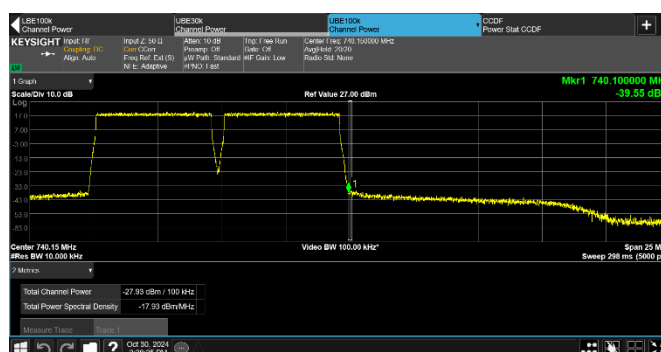 LBE100k
Channel Power
UBE30k
Channel Power
UBE100k
Channel Power
CCDF
Power Stat CCDF
KEYSIGHT
Input: RF
Coupling: DC
Align: Auto
Input Z: 50 Ω
Corr CCorr
Freq Ref: Ext (S)
NFE: Adaptive
Atten: 10 dB
Preamp: Off
µW Path: Standard
#PNO: Fast
Trig: Free Run
Gate: Off
#IF Gain: Low
Center Freq: 740.150000 MHz
Avg|Hold: 20/20
Radio Std: None
1 Graph
Scale/Div 10.0 dB
Ref Value 27.00 dBm
Mkr1 740.100000 MH
-39.55 dB
Log
17.0
7.00
-3.00
-13.0
-23.0
-33.0
-43.0
-53.0
-63.0
1
Center 740.15 MHz
#Res BW 10.000 kHz
Video BW 100.00 kHz*
Span 25 M
Sweep 298 ms (5000 p
2 Metrics
Total Channel Power -27.93 dBm / 100 kHz
Total Power Spectral Density -17.93 dBm/MHz
Measure Trace Trace 1
Oct 30, 2024